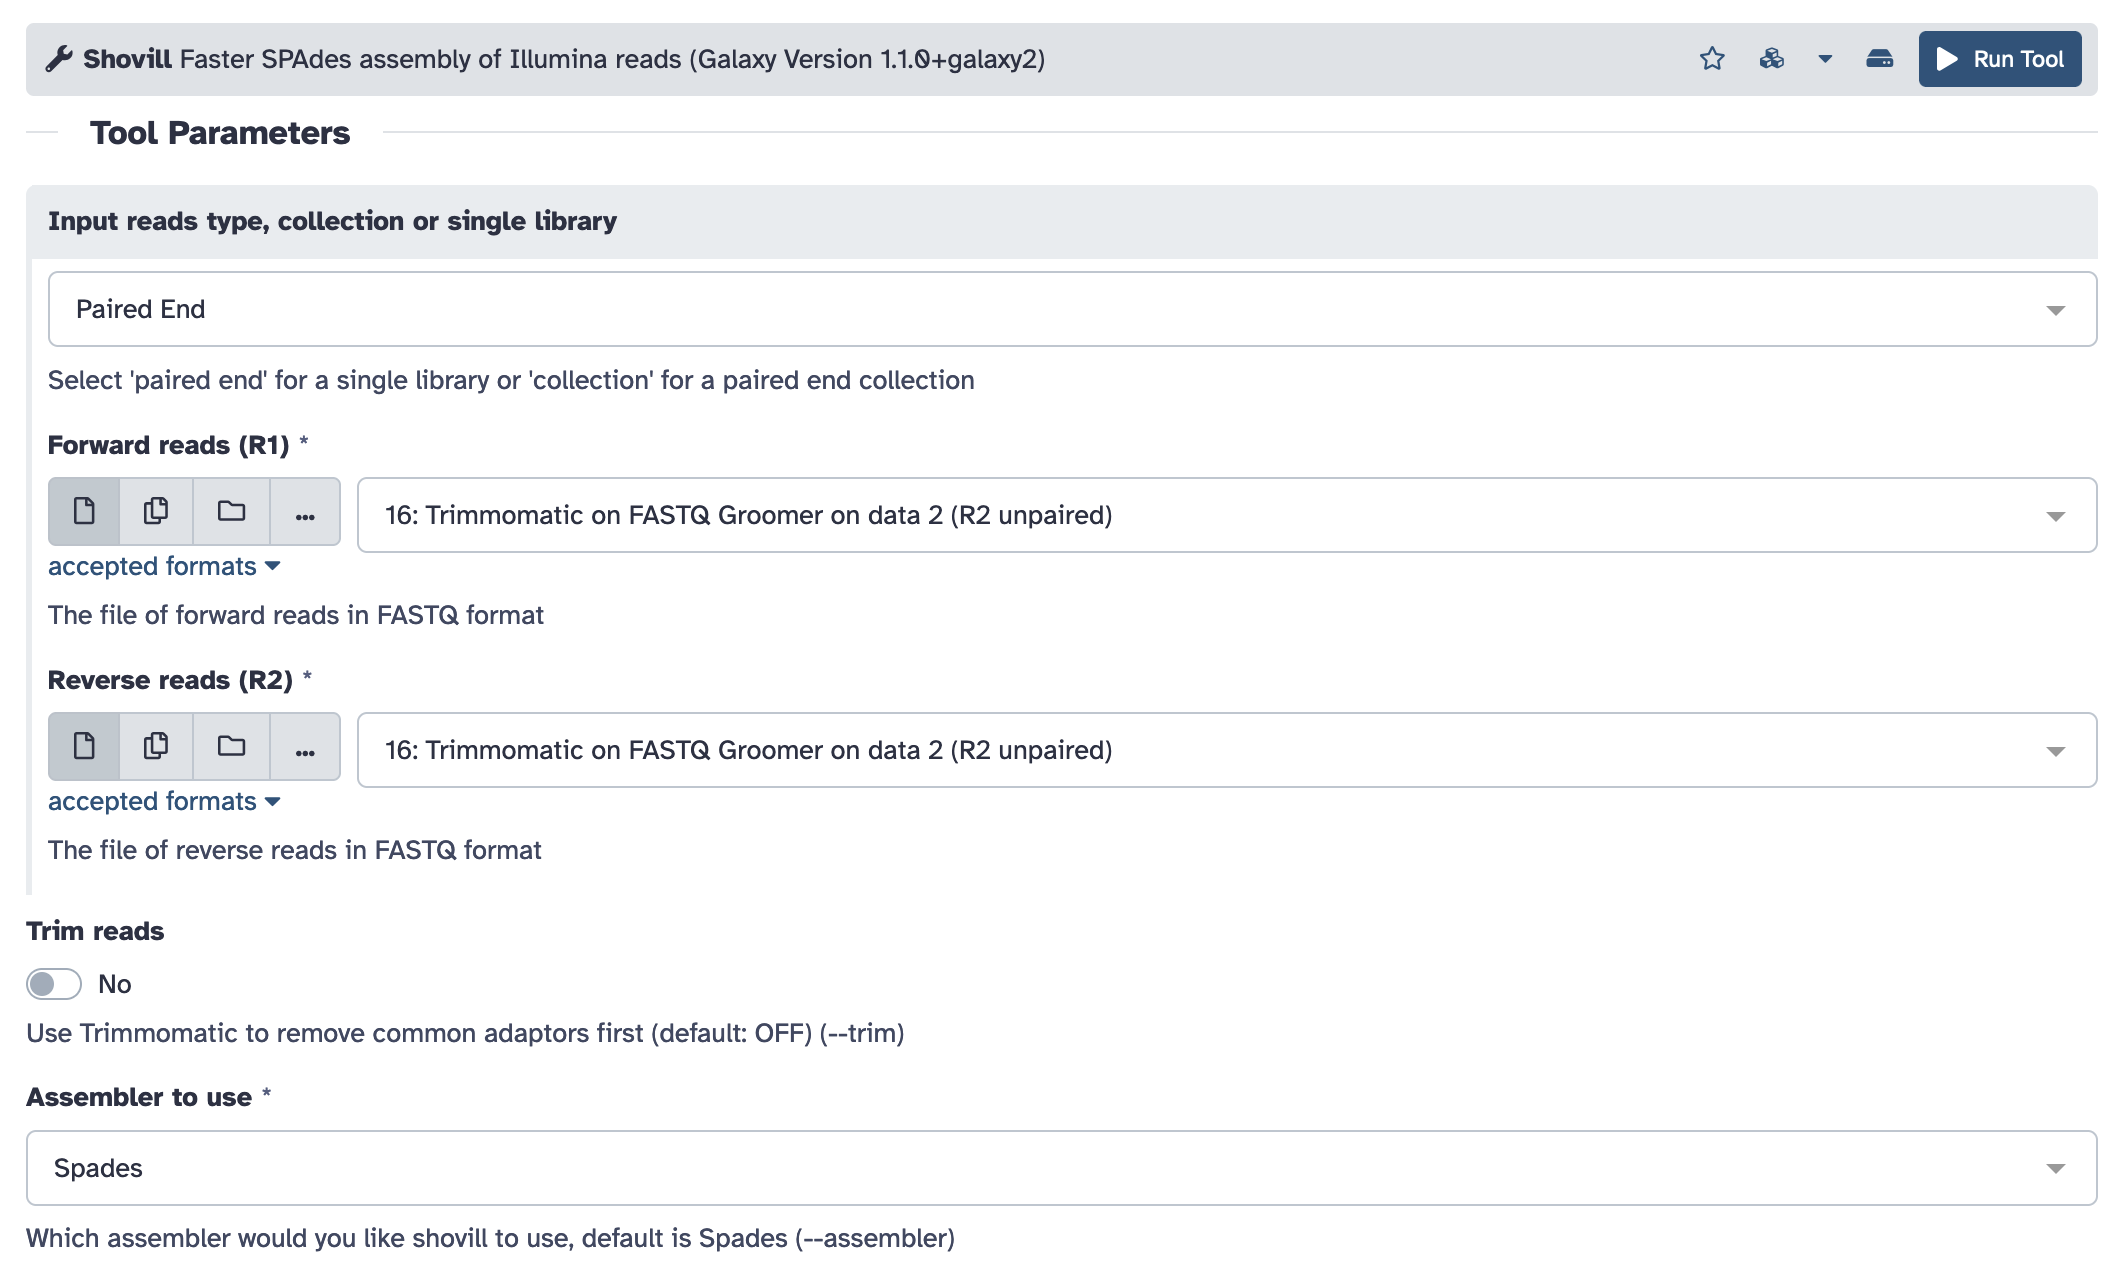 Shovill Faster SPAdes assembly of Illumina reads (Galaxy Version 1.1.0+galaxy2)
Run Tool
Tool Parameters
Input reads type, collection or single library
Paired End
Select 'paired end' for a single library or 'collection' for a paired end collection
Forward reads (R1) *
... 16: Trimmomatic on FASTQ Groomer on data 2 (R2 unpaired)
accepted formats
The file of forward reads in FASTQ format
Reverse reads (R2) *
... 16: Trimmomatic on FASTQ Groomer on data 2 (R2 unpaired)
accepted formats
The file of reverse reads in FASTQ format
Trim reads
No
Use Trimmomatic to remove common adaptors first (default: OFF) (--trim)
Assembler to use *
Spades
Which assembler would you like shovill to use, default is Spades (--assembler)